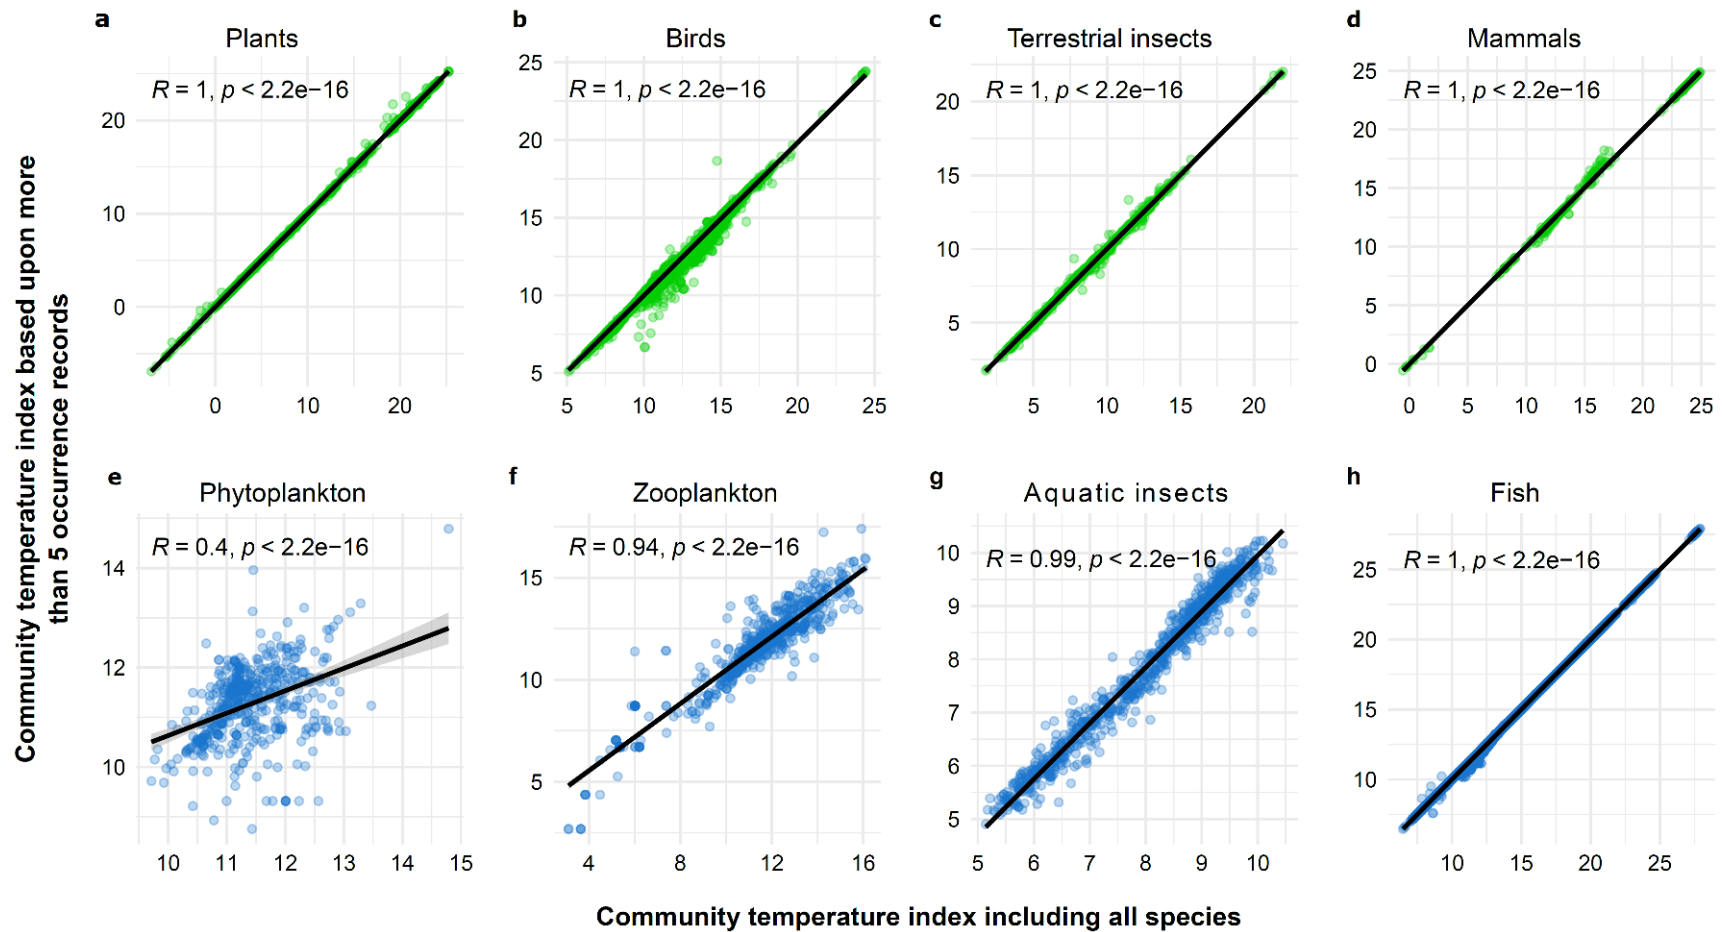 a
Plants
R = 1, p < 2.2e−16
20
10
0
0
10
20
b
Birds
R = 1, p < 2.2e−16
25
20
15
10
5
5
10
15
20
25
c
Terrestrial insects
R = 1, p < 2.2e−16
20
15
10
5
5
10
15
20
d
Mammals
R = 1, p < 2.2e−16
25
20
15
10
5
0
0
5
10
15
20
25
Community temperature index based upon more
than 5 occurrence records
e
Phytoplankton
R = 0.4, p < 2.2e−16
14
12
10
10
11
12
13
14
15
f
Zooplankton
R = 0.94, p < 2.2e−16
15
10
5
4
8
12
16
g
Aquatic insects
R = 0.99, p < 2.2e−16
10
9
8
7
6
5
5
6
7
8
9
10
h
Fish
R = 1, p < 2.2e−16
25
20
15
10
10
15
20
25
Community temperature index including all species